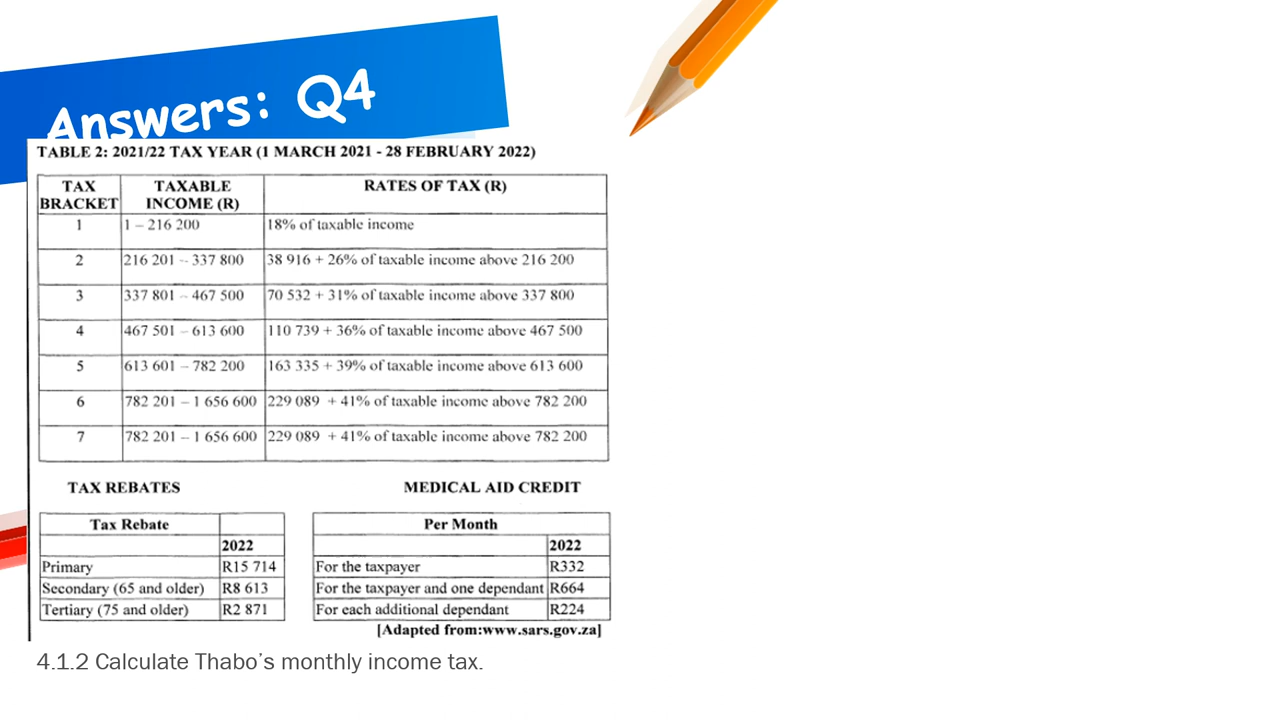 Answers: Q4
TABLE 2: 2021/22 TAX YEAR (1 MARCH 2021 - 28 FEBRUARY 2022)
TAX BRACKET TAXABLE INCOME (R) RATES OF TAX (R)
1 1 – 216 200 18% of taxable income
2 216 201 – 337 800 38 916 + 26% of taxable income above 216 200
3 337 801 – 467 500 70 532 + 31% of taxable income above 337 800
4 467 501 – 613 600 110 739 + 36% of taxable income above 467 500
5 613 601 – 782 200 163 335 + 39% of taxable income above 613 600
6 782 201 – 1 656 600 229 089 + 41% of taxable income above 782 200
7 782 201 – 1 656 600 229 089 + 41% of taxable income above 782 200
TAX REBATES
Tax Rebate
2022
Primary R15 714
Secondary (65 and older) R8 613
Tertiary (75 and older) R2 871
MEDICAL AID CREDIT
Per Month
2022
For the taxpayer R332
For the taxpayer and one dependant R664
For each additional dependant R224
[Adapted from:www.sars.gov.za]
4.1.2 Calculate Thabo's monthly income tax.